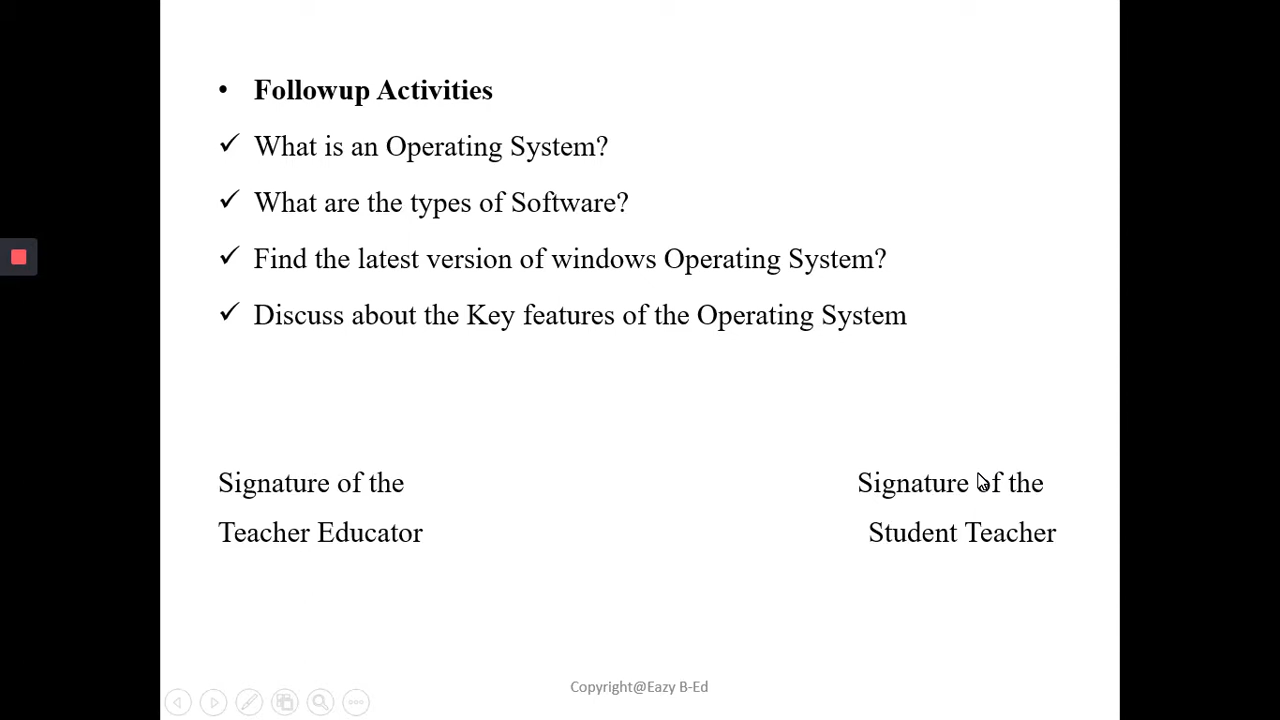 • Followup Activities
✓ What is an Operating System?
✓ What are the types of Software?
✓ Find the latest version of windows Operating System?
✓ Discuss about the Key features of the Operating System
Signature of the Signature of the
Teacher Educator Student Teacher
Copyright@Eazy B-Ed